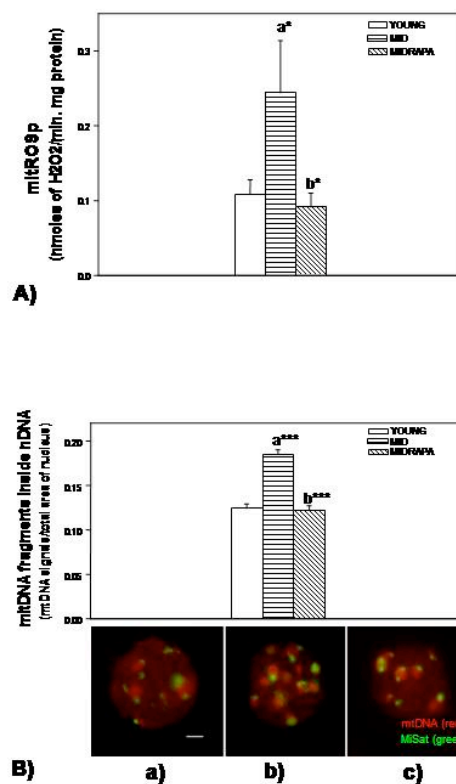 a*
YOUNG
MID
MIDRAPA
0.3
0.2
0.1
0.0
b*
mitROSp
(nmoles of H2O2/min. mg protein)
A)
YOUNG
MID
MIDRAPA
a***
b***
0.20
0.15
0.10
0.05
0.00
mtDNA fragments inside nDNA
(mtDNA signals/total area of nucleus)
mtDNA (re
MiSat (gree
B)
a)
b)
c)